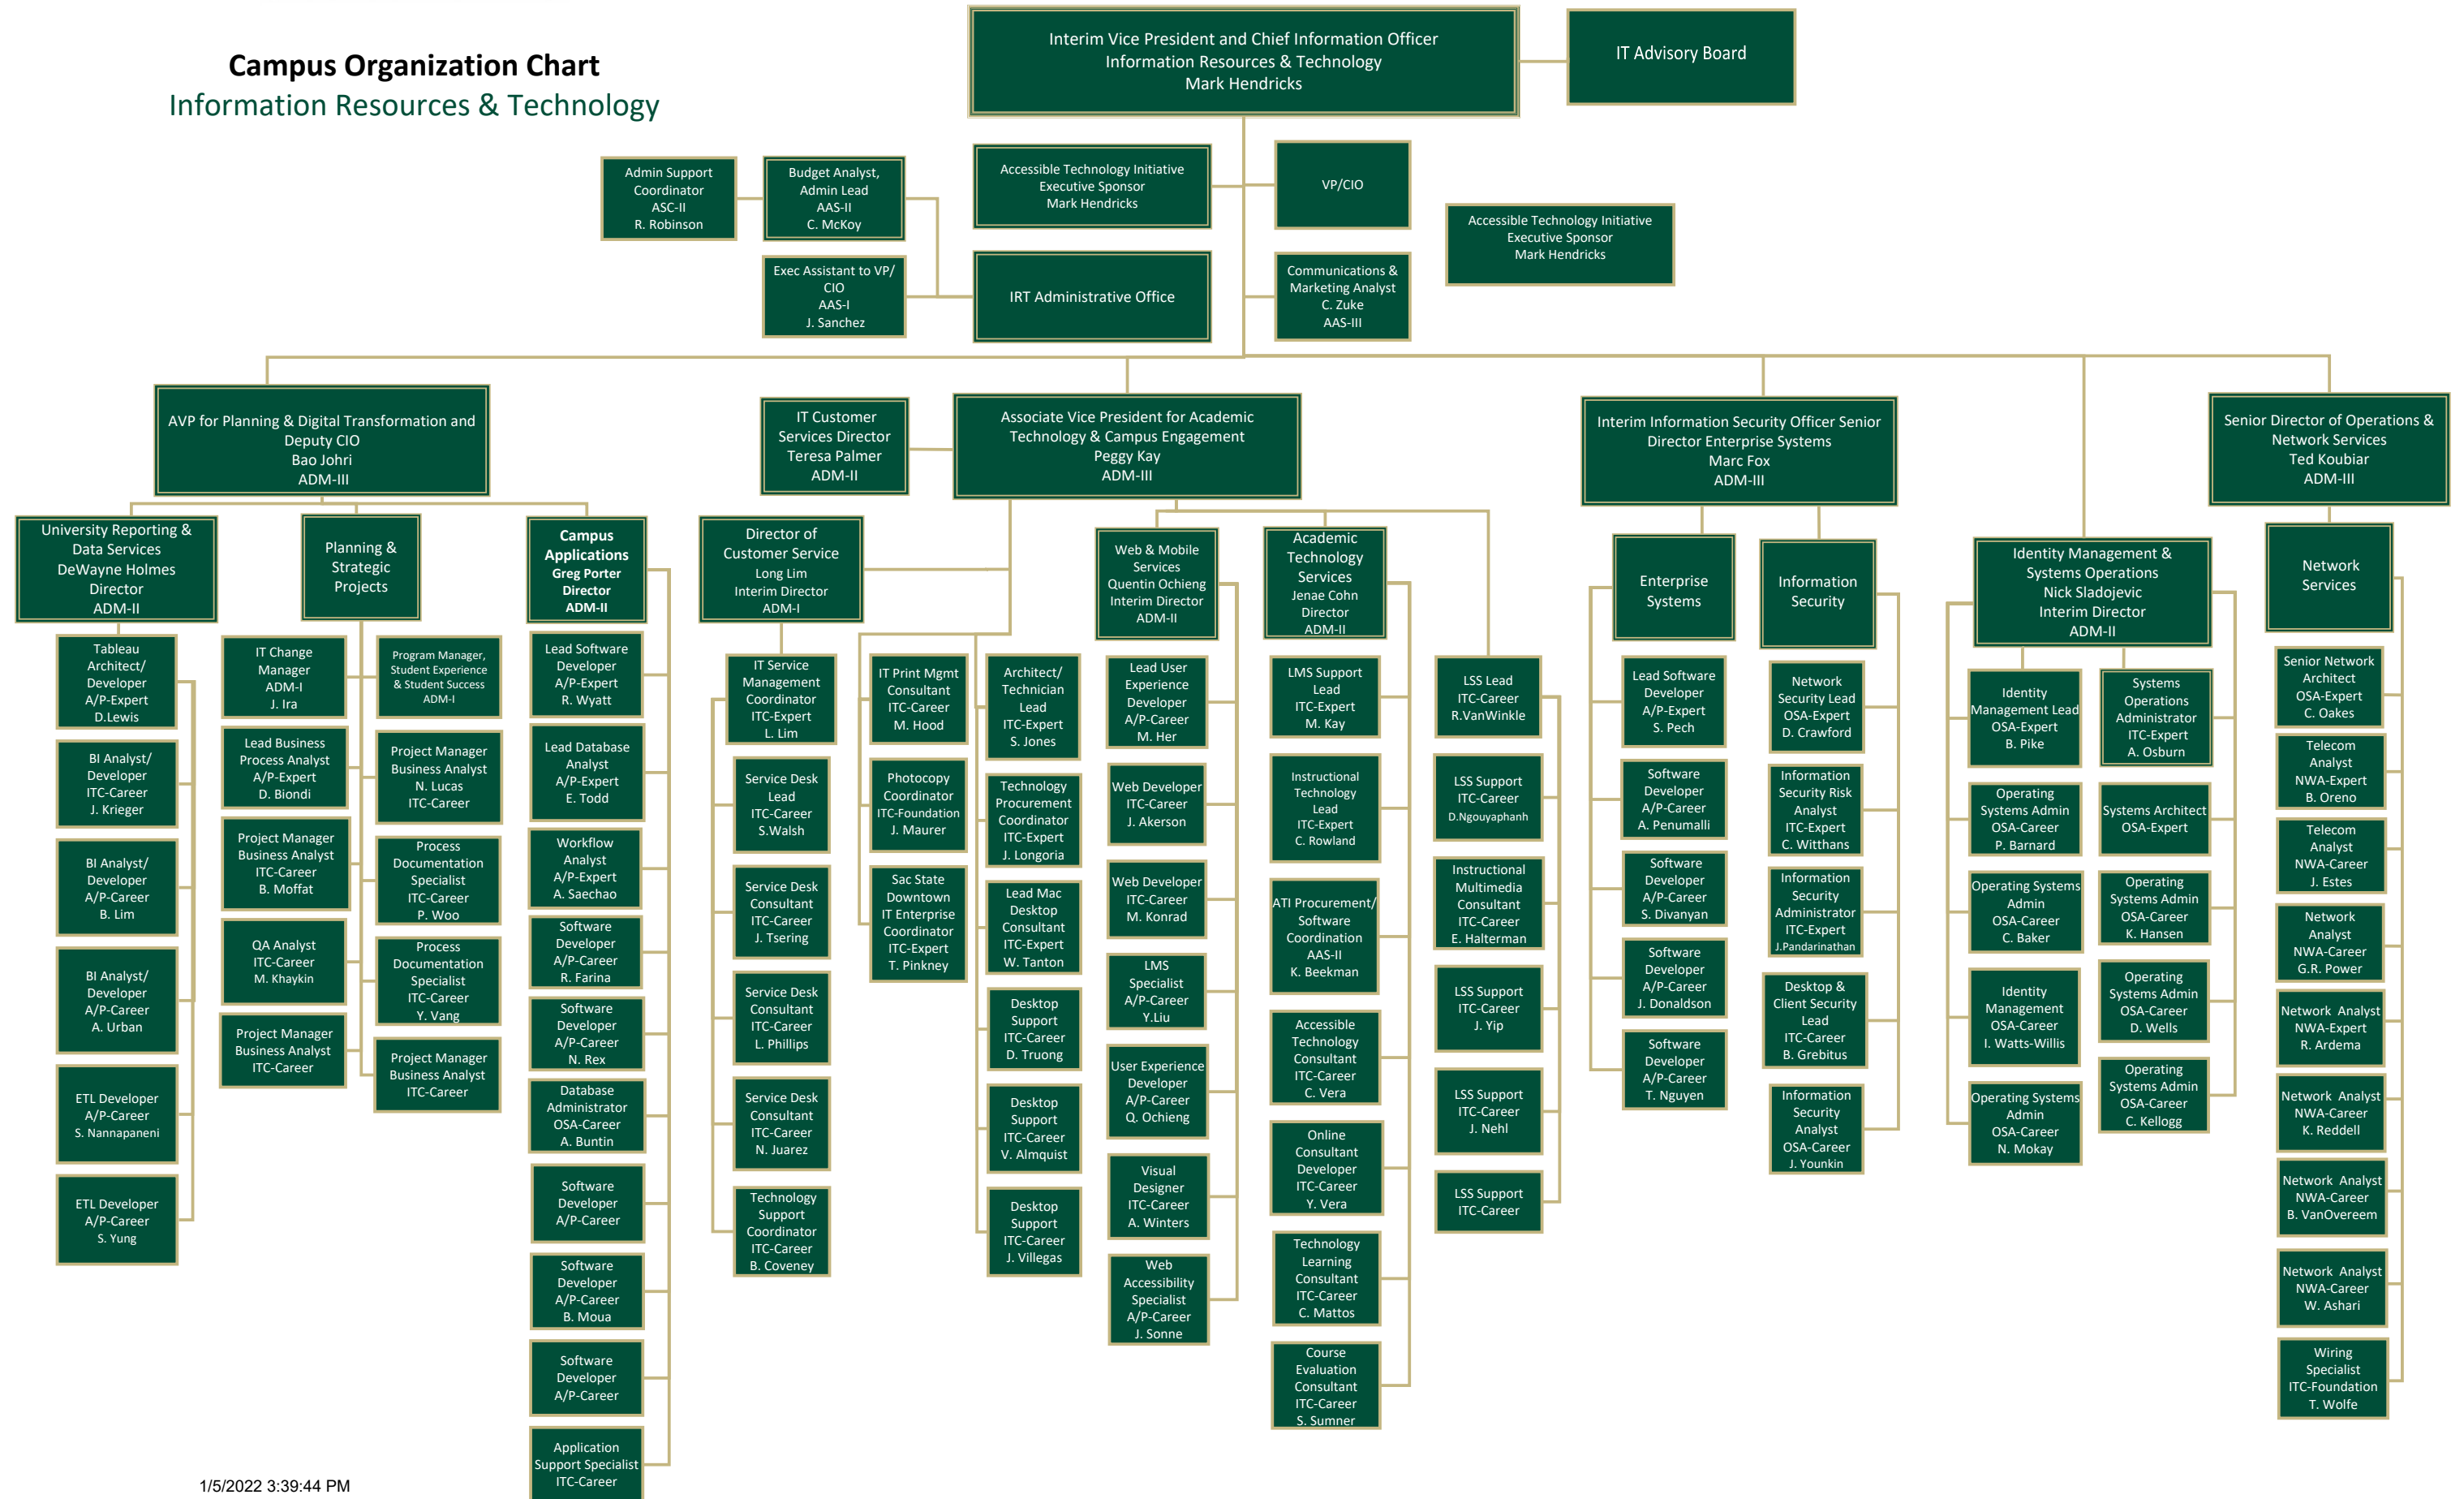 Campus Organization Chart
Information Resources & Technology
Interim Vice President and Chief Information Officer
Information Resources & Technology
Mark Hendricks
IT Advisory Board
Admin Support
Coordinator
ASC-II
R. Robinson
Budget Analyst,
Admin Lead
AAS-II
C. McKoy
Accessible Technology Initiative
Executive Sponsor
Mark Hendricks
VP/CIO
Accessible Technology Initiative
Executive Sponsor
Mark Hendricks
Exec Assistant to VP/
CIO
AAS-I
J. Sanchez
IRT Administrative Office
Communications &
Marketing Analyst
C. Zuke
AAS-III
AVP for Planning & Digital Transformation and
Deputy CIO
Bao Johri
ADM-III
IT Customer
Services Director
Teresa Palmer
ADM-II
Associate Vice President for Academic
Technology & Campus Engagement
Peggy Kay
ADM-III
Interim Information Security Officer Senior
Director Enterprise Systems
Marc Fox
ADM-III
Senior Director of Operations &
Network Services
Ted Koubiar
ADM-III
University Reporting &
Data Services
DeWayne Holmes
Director
ADM-II
Planning &
Strategic
Projects
Campus
Applications
Greg Porter
Director
ADM-II
Director of
Customer Service
Long Lim
Interim Director
ADM-I
Web & Mobile
Services
Quentin Ochieng
Interim Director
ADM-II
Academic
Technology
Services
Jenae Cohn
Director
ADM-II
Enterprise
Systems
Information
Security
Identity Management &
Systems Operations
Nick Sladojevic
Interim Director
ADM-II
Network
Services
Tableau
Architect/
Developer
A/P-Expert
D.Lewis
BI Analyst/
Developer
ITC-Career
J. Krieger
BI Analyst/
Developer
A/P-Career
B. Lim
BI Analyst/
Developer
A/P-Career
A. Urban
ETL Developer
A/P-Career
S. Nannapaneni
ETL Developer
A/P-Career
S. Yung
IT Change
Manager
ADM-I
J. Ira
Lead Business
Process Analyst
A/P-Expert
D. Biondi
Project Manager
Business Analyst
ITC-Career
B. Moffat
QA Analyst
ITC-Career
M. Khaykin
Project Manager
Business Analyst
ITC-Career
Program Manager,
Student Experience
& Student Success
ADM-I
Project Manager
Business Analyst
N. Lucas
ITC-Career
Process
Documentation
Specialist
ITC-Career
P. Woo
Process
Documentation
Specialist
ITC-Career
Y. Vang
Project Manager
Business Analyst
ITC-Career
Lead Software
Developer
A/P-Expert
R. Wyatt
Lead Database
Analyst
A/P-Expert
E. Todd
Workflow
Analyst
A/P-Expert
A. Saechao
Software
Developer
A/P-Career
R. Farina
Software
Developer
A/P-Career
N. Rex
Database
Administrator
OSA-Career
A. Buntin
Software
Developer
A/P-Career
Software
Developer
A/P-Career
B. Moua
Software
Developer
A/P-Career
Application
Support Specialist
ITC-Career
IT Service
Management
Coordinator
ITC-Expert
L. Lim
Service Desk
Lead
ITC-Career
S.Walsh
Service Desk
Consultant
ITC-Career
J. Tsering
Service Desk
Consultant
ITC-Career
L. Phillips
Service Desk
Consultant
ITC-Career
N. Juarez
Technology
Support
Coordinator
ITC-Career
B. Coveney
IT Print Mgmt
Consultant
ITC-Career
M. Hood
Photocopy
Coordinator
ITC-Foundation
J. Maurer
Sac State
Downtown
IT Enterprise
Coordinator
ITC-Expert
T. Pinkney
Architect/
Technician
Lead
ITC-Expert
S. Jones
Technology
Procurement
Coordinator
ITC-Expert
J. Longoria
Lead Mac
Desktop
Consultant
ITC-Expert
W. Tanton
Desktop
Support
ITC-Career
D. Truong
Desktop
Support
ITC-Career
V. Almquist
Desktop
Support
ITC-Career
J. Villegas
Lead User
Experience
Developer
A/P-Career
M. Her
Web Developer
ITC-Career
J. Akerson
Web Developer
ITC-Career
M. Konrad
LMS
Specialist
A/P-Career
Y.Liu
User Experience
Developer
A/P-Career
Q. Ochieng
Visual
Designer
ITC-Career
A. Winters
Web
Accessibility
Specialist
A/P-Career
J. Sonne
LMS Support
Lead
ITC-Expert
M. Kay
Instructional
Technology
Lead
ITC-Expert
C. Rowland
ATI Procurement/
Software
Coordination
AAS-II
K. Beekman
Accessible
Technology
Consultant
ITC-Career
C. Vera
Online
Consultant
Developer
ITC-Career
Y. Vera
Technology
Learning
Consultant
ITC-Career
C. Mattos
Course
Evaluation
Consultant
ITC-Career
S. Sumner
LSS Lead
ITC-Career
R.VanWinkle
LSS Support
ITC-Career
D.Ngouyaphanh
Instructional
Multimedia
Consultant
ITC-Career
E. Halterman
LSS Support
ITC-Career
J. Yip
LSS Support
ITC-Career
J. Nehl
LSS Support
ITC-Career
Lead Software
Developer
A/P-Expert
S. Pech
Software
Developer
A/P-Career
A. Penumalli
Software
Developer
A/P-Career
S. Divanyan
Software
Developer
A/P-Career
J. Donaldson
Software
Developer
A/P-Career
T. Nguyen
Network
Security Lead
OSA-Expert
D. Crawford
Information
Security Risk
Analyst
ITC-Expert
C. Witthans
Information
Security
Administrator
ITC-Expert
J.Pandarinathan
Desktop &
Client Security
Lead
ITC-Career
B. Grebitus
Information
Security
Analyst
OSA-Career
J. Younkin
Identity
Management Lead
OSA-Expert
B. Pike
Operating
Systems Admin
OSA-Career
P. Barnard
Operating Systems
Admin
OSA-Career
C. Baker
Identity
Management
OSA-Career
I. Watts-Willis
Operating Systems
Admin
OSA-Career
N. Mokay
Systems
Operations
Administrator
ITC-Expert
A. Osburn
Systems Architect
OSA-Expert
Operating
Systems Admin
OSA-Career
K. Hansen
Operating
Systems Admin
OSA-Career
D. Wells
Operating
Systems Admin
OSA-Career
C. Kellogg
Senior Network
Architect
OSA-Expert
C. Oakes
Telecom
Analyst
NWA-Expert
B. Oreno
Telecom
Analyst
NWA-Career
J. Estes
Network
Analyst
NWA-Career
G.R. Power
Network Analyst
NWA-Expert
R. Ardema
Network Analyst
NWA-Career
K. Reddell
Network Analyst
NWA-Career
B. VanOvereem
Network Analyst
NWA-Career
W. Ashari
Wiring
Specialist
ITC-Foundation
T. Wolfe
1/5/2022 3:39:44 PM